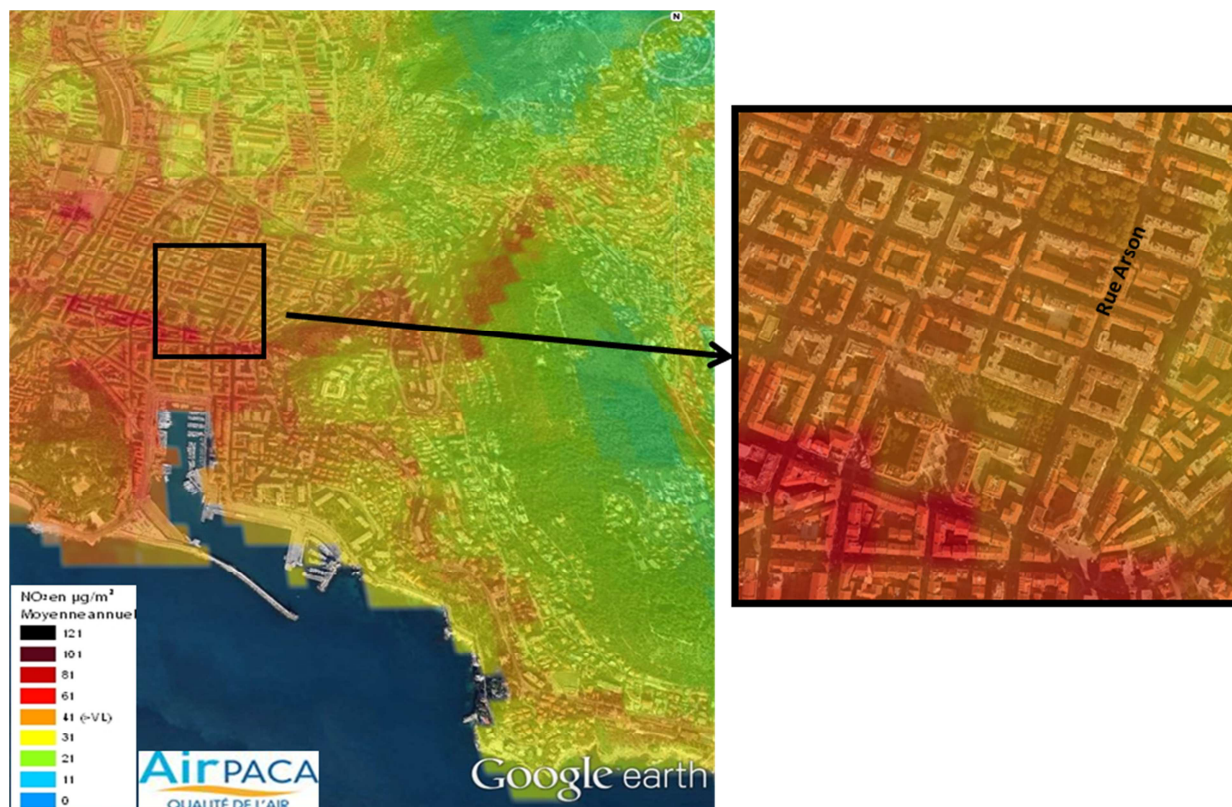 N
Rue Arson
NO₂ en µg/m³
Moyenne annuel
121
101
81
61
41 (=VL)
31
21
11
0
AirPACA
QUALITÉ DE L'AIR
Google earth